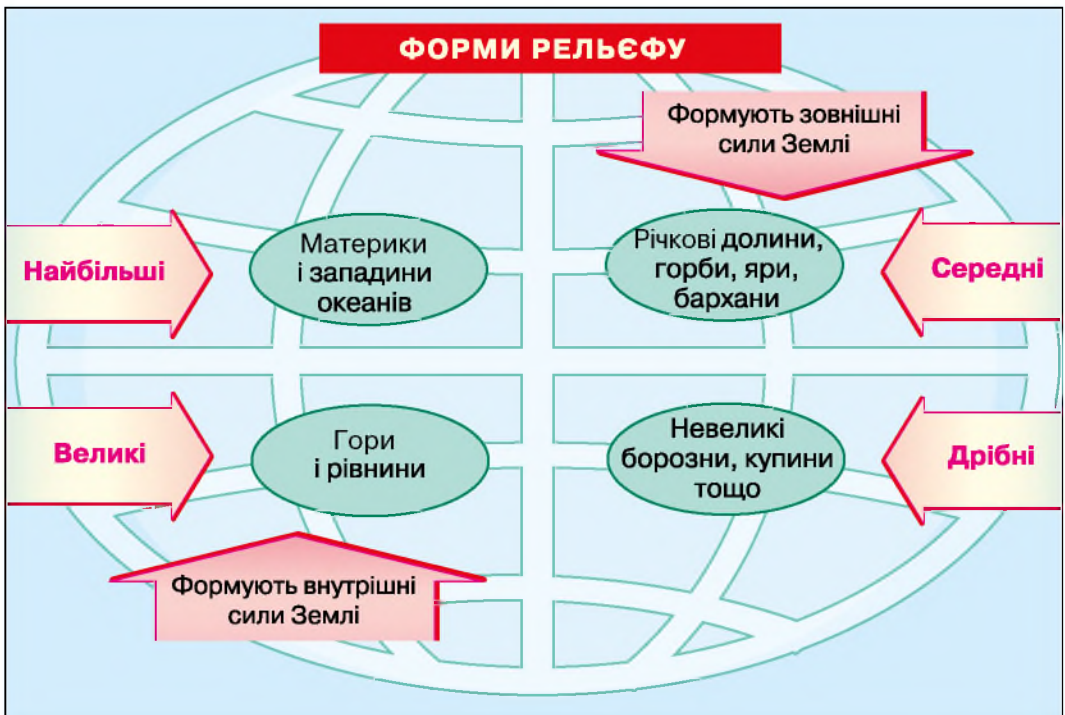 ФОРМИ РЕЛЬЄФУ
Формують зовнішні
сили Землі
Найбільші
Материки
і западини
океанів
Річкові долини,
горби, яри,
бархани
Середні
Великі
Гори
і рівнини
Невеликі
борозни, купини
тощо
Дрібні
Формують внутрішні
сили Землі